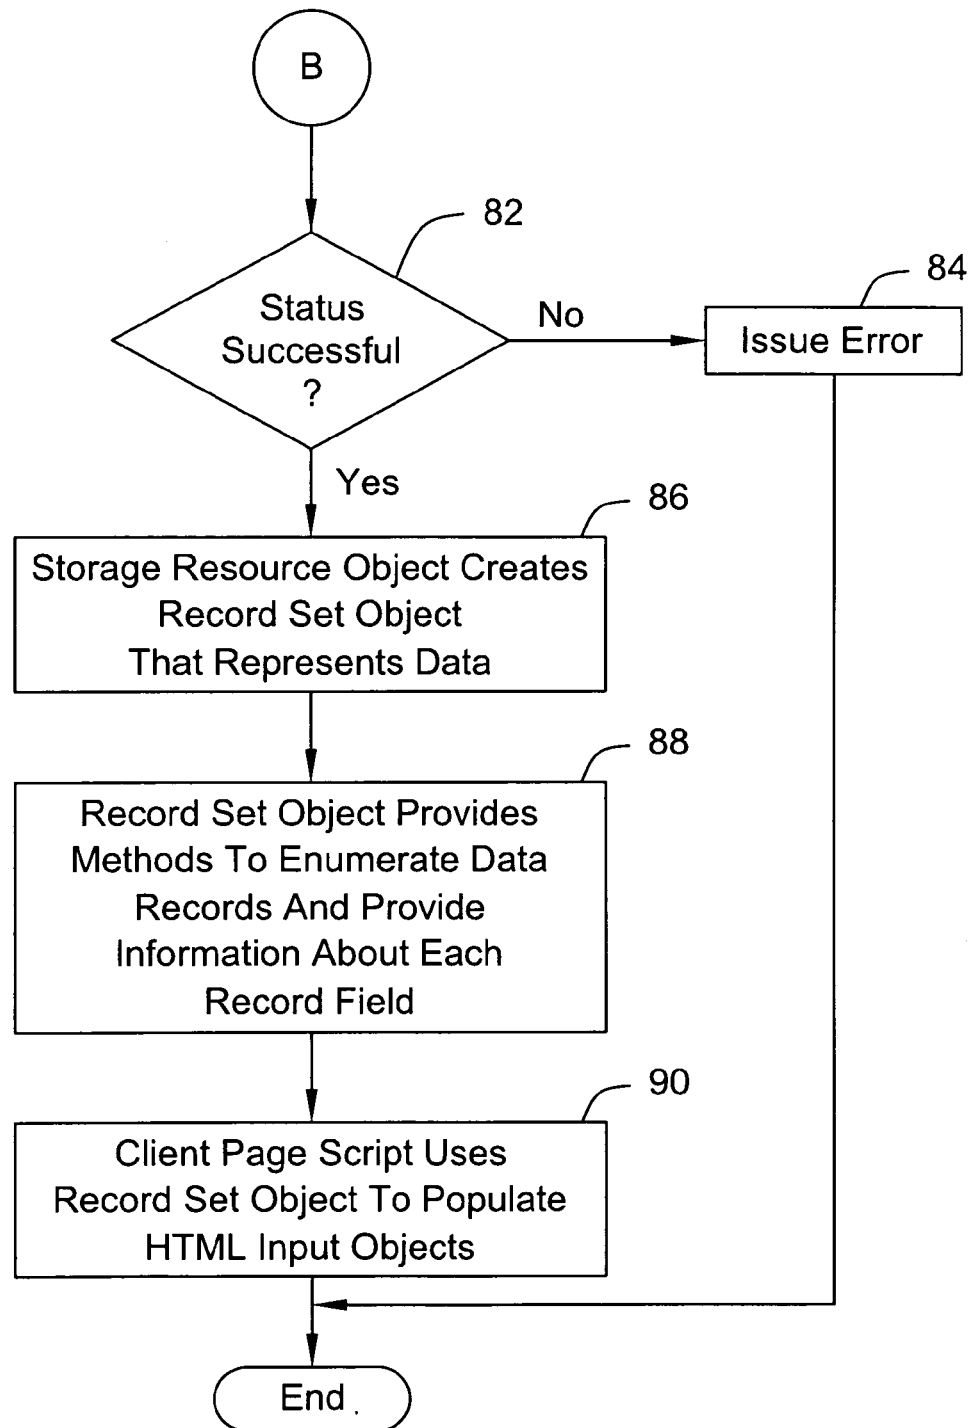 B
82
Status
Successful
?
No
84
Issue Error
Yes
86
Storage Resource Object Creates
Record Set Object
That Represents Data
88
Record Set Object Provides
Methods To Enumerate Data
Records And Provide
Information About Each
Record Field
90
Client Page Script Uses
Record Set Object To Populate
HTML Input Objects
End